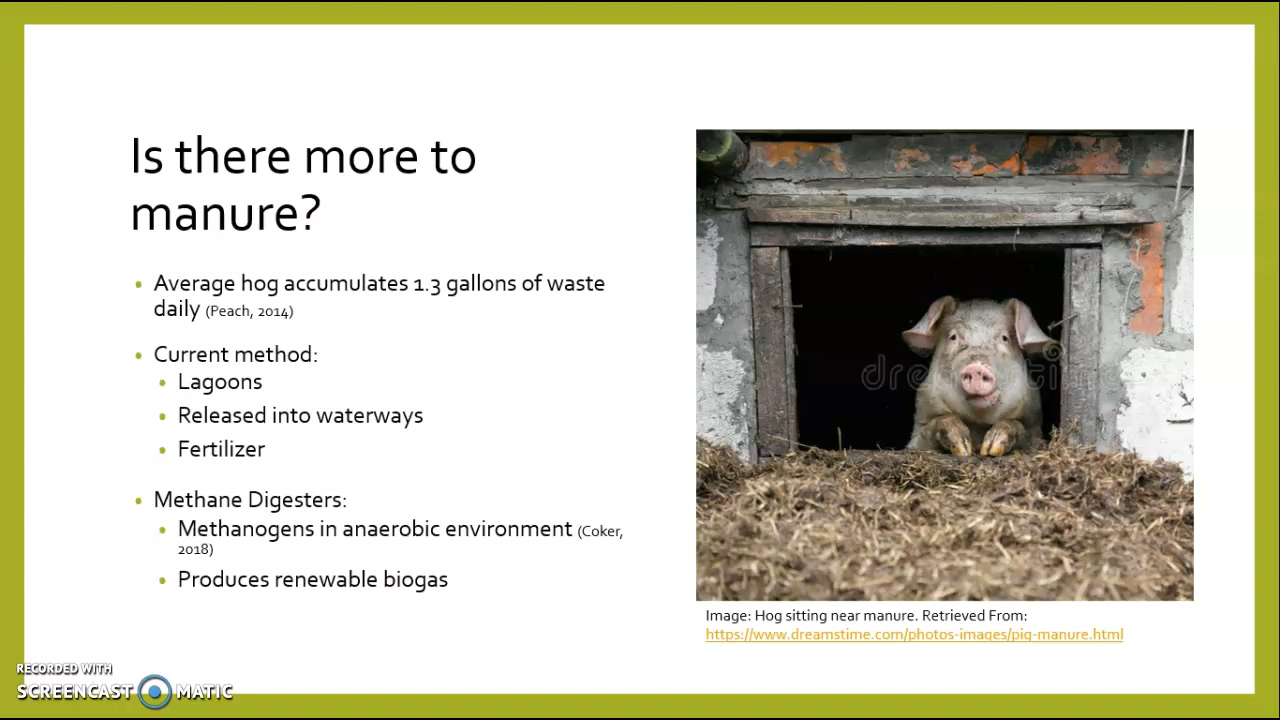 Is there more to
manure?
• Average hog accumulates 1.3 gallons of waste
daily (Peach, 2014)
• Current method:
• Lagoons
• Released into waterways
• Fertilizer
• Methane Digesters:
• Methanogens in anaerobic environment (Coker,
2018)
• Produces renewable biogas
dreamstime
Image: Hog sitting near manure. Retrieved From:
https://www.dreamstime.com/photos-images/pig-manure.html
RECORDED WITH
SCREENCAST MATIC